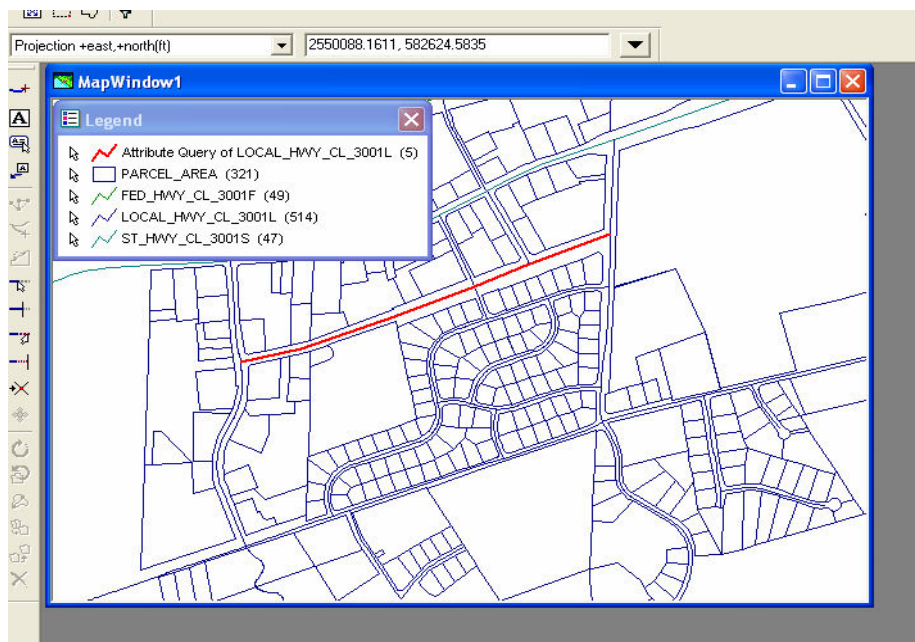 Projection +east,+north(ft)
2550088.1611, 582624.5835
MapWindow1
Legend
Attribute Query of LOCAL_HWY_CL_3001L (5)
PARCEL_AREA (321)
FED_HWY_CL_3001F (49)
LOCAL_HWY_CL_3001L (514)
ST_HWY_CL_3001S (47)
A
A
A